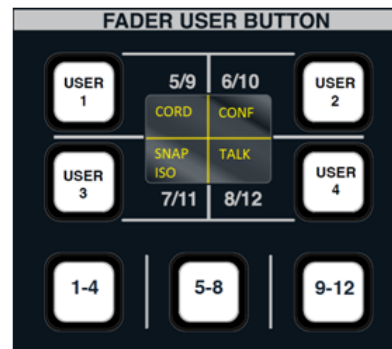 FADER USER BUTTON
USER
1
5/9
6/10
USER
2
CORD
CONF
SNAP
ISO
TALK
USER
3
7/11
8/12
USER
4
1-4
5-8
9-12